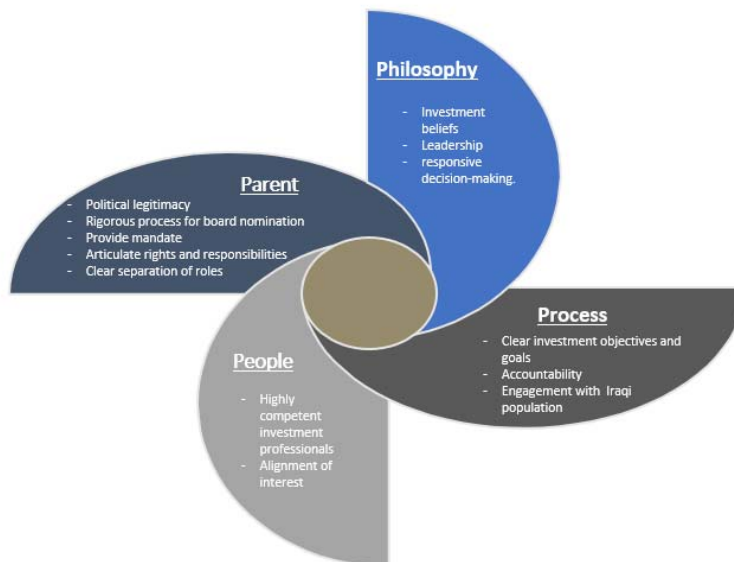 Philosophy
- Investment
beliefs
- Leadership
- responsive
decision-making.
Parent
- Political legitimacy
- Rigorous process for board nomination
- Provide mandate
- Articulate rights and responsibilities
- Clear separation of roles
Process
- Clear investment objectives and
goals
- Accountability
- Engagement with Iraqi
population
People
- Highly
competent
investment
professionals
- Alignment of
interest